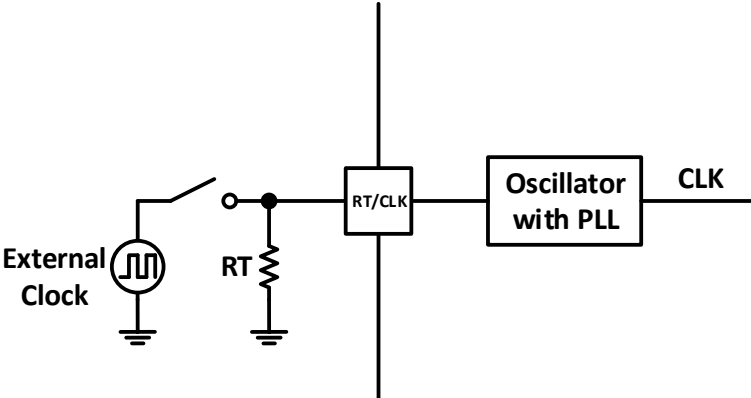 External
Clock
RT
RT/CLK
Oscillator
with PLL
CLK